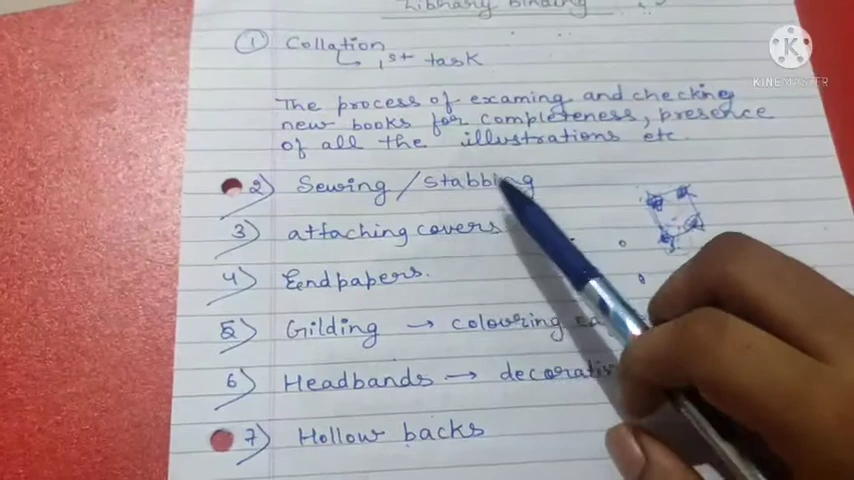 Library Binding
① Collation
↳ 1st task
The process of examing and checking
new books for completeness, presence
of all the illustrations etc.
2) Sewing / stabbing
3) attaching covers
4) Endpapers.
5) Gilding → colouring
6) Headbands → decorative
7) Hollow backs
KINEMASTER